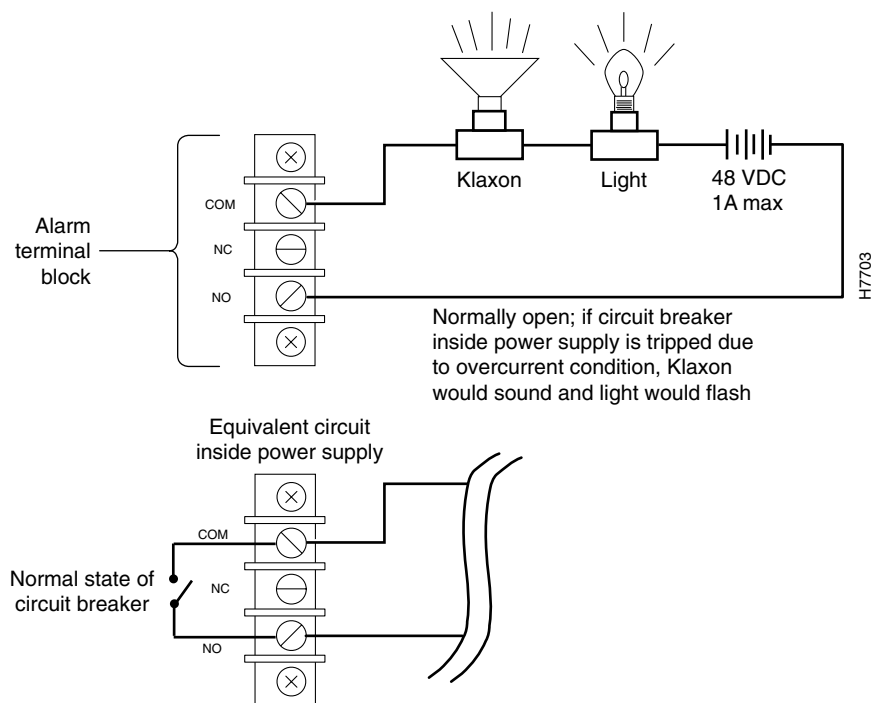 Klaxon
Light
48 VDC
1A max
COM
Alarm
terminal
block
NC
NO
H7703
Normally open; if circuit breaker
inside power supply is tripped due
to overcurrent condition, Klaxon
would sound and light would flash
Equivalent circuit
inside power supply
COM
Normal state of
circuit breaker
NC
NO